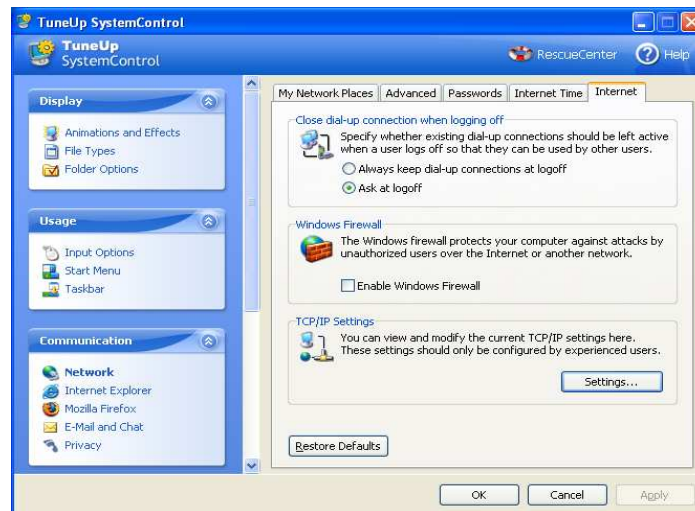 TuneUp SystemControl
TuneUp
SystemControl
RescueCenter
Help
Display
Animations and Effects
File Types
Folder Options
Usage
Input Options
Start Menu
Taskbar
Communication
Network
Internet Explorer
Mozilla Firefox
E-Mail and Chat
Privacy
My Network Places
Advanced
Passwords
Internet Time
Internet
Close dial-up connection when logging off
Specify whether existing dial-up connections should be left active
when a user logs off so that they can be used by other users.
Always keep dial-up connections at logoff
Ask at logoff
Windows Firewall
The Windows firewall protects your computer against attacks by
unauthorized users over the Internet or another network.
Enable Windows Firewall
TCP/IP Settings
You can view and modify the current TCP/IP settings here.
These settings should only be configured by experienced users.
Settings...
Restore Defaults
OK
Cancel
Apply